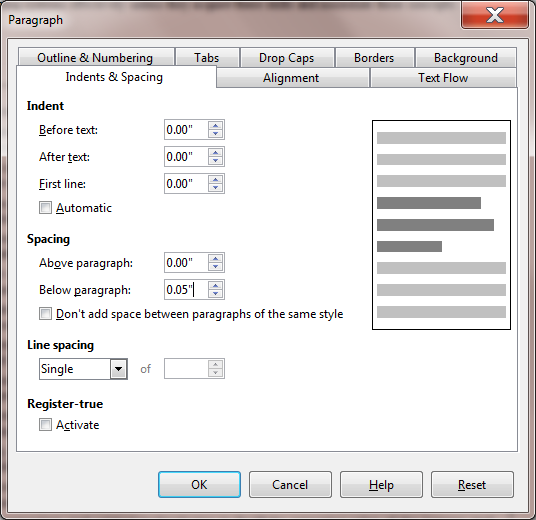 Paragraph
Outline & Numbering Tabs Drop Caps Borders Background
Indents & Spacing Alignment Text Flow
Indent
Before text: 0.00"
After text: 0.00"
First line: 0.00"
Automatic
Spacing
Above paragraph: 0.00"
Below paragraph: 0.05"
Don't add space between paragraphs of the same style
Line spacing
Single of
Register-true
Activate
OK Cancel Help Reset